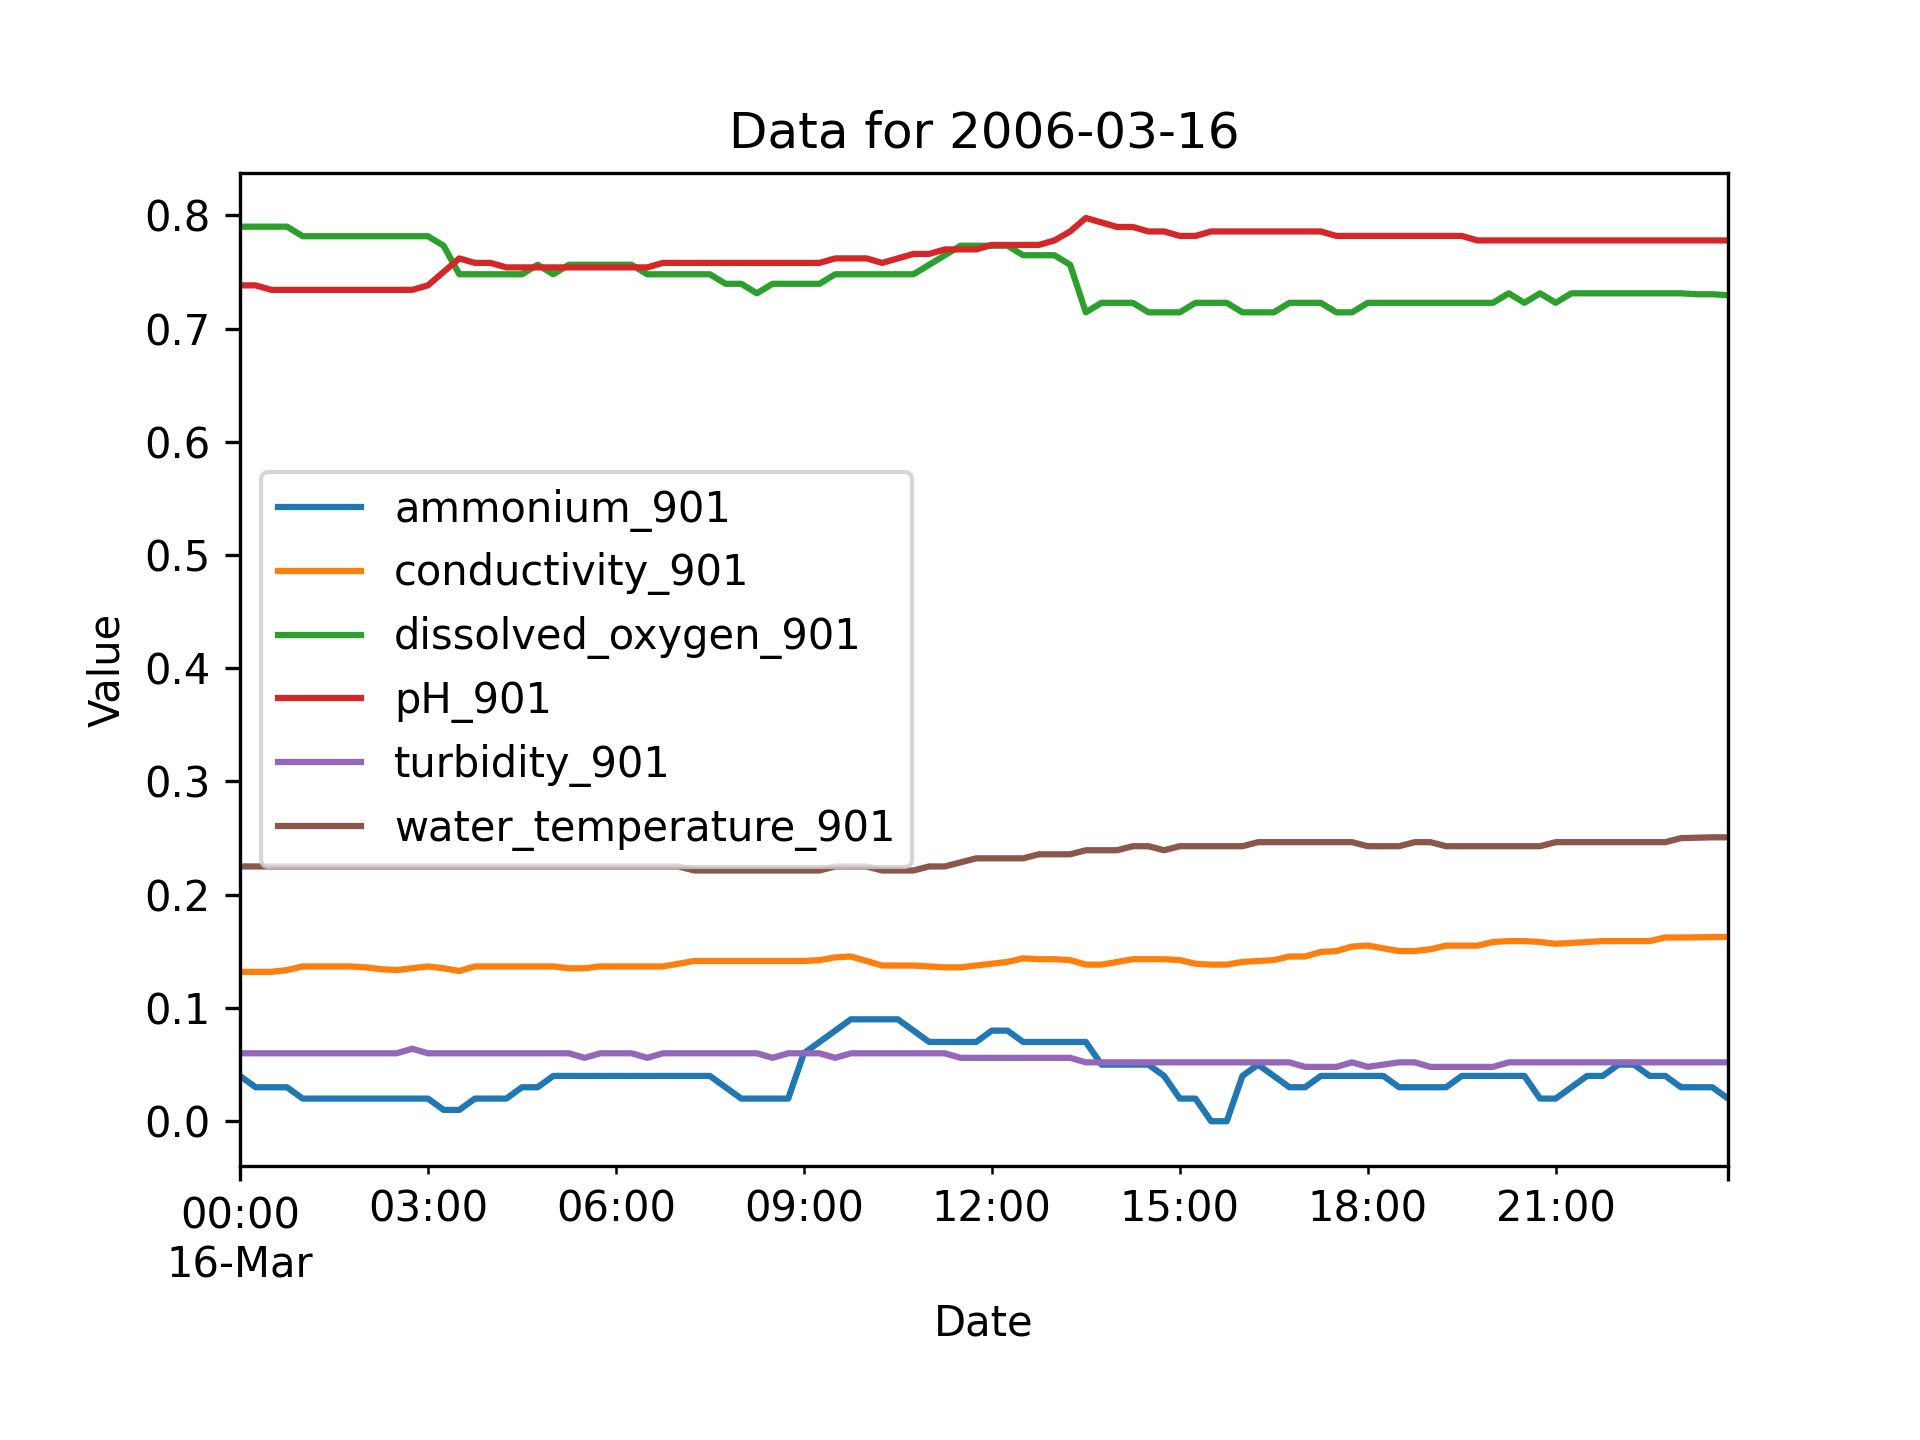 Data for 2006-03-16
0.8
0.7
0.6
0.5
0.4
0.3
0.2
0.1
0.0
Value
ammonium_901
conductivity_901
dissolved_oxygen_901
pH_901
turbidity_901
water_temperature_901
00:00 03:00 06:00 09:00 12:00 15:00 18:00 21:00
16-Mar
Date